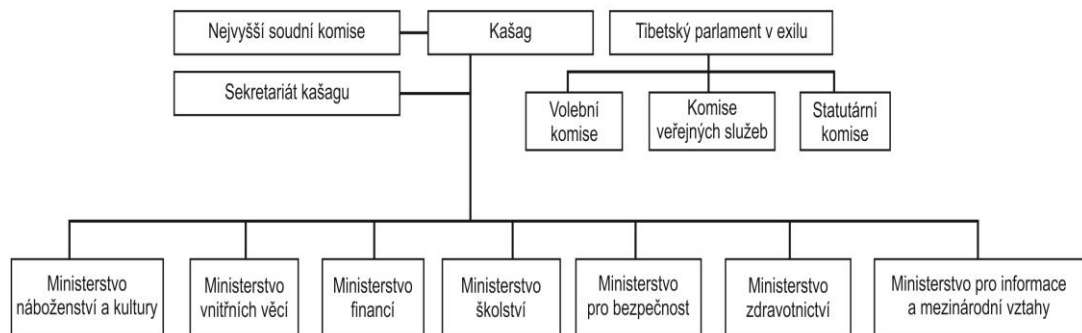 Nejvyšší soudní komise
Kašag
Tibetský parlament v exilu
Sekretariát kašagu
Volební
komise
Komise
veřejných služeb
Statutární
komise
Ministerstvo
náboženství a kultury
Ministerstvo
vnitřních věcí
Ministerstvo
financí
Ministerstvo
školství
Ministerstvo
pro bezpečnost
Ministerstvo
zdravotnictví
Ministerstvo pro informace
a mezinárodní vztahy